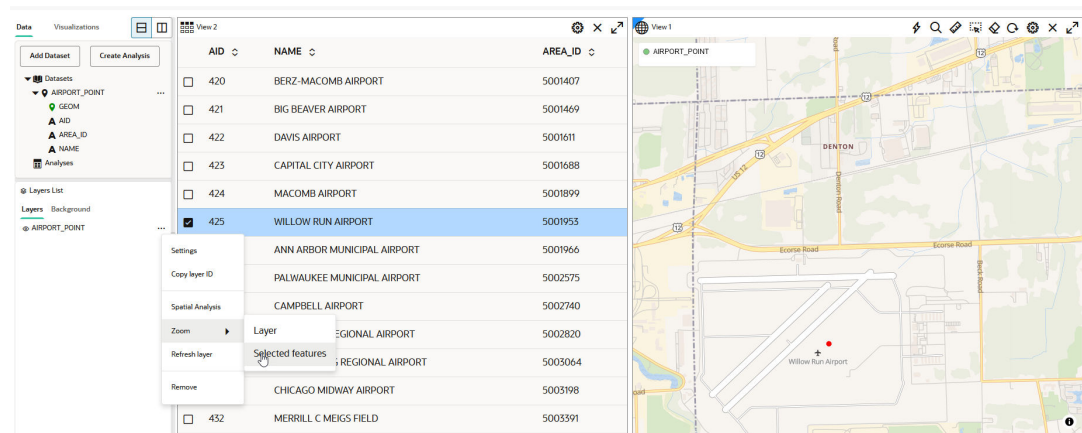 Data Visualizations
Add Dataset Create Analysis
Datasets
AIRPORT_POINT ...
GEOM
AID
AREA_ID
NAME
Analyses
Layers List
Layers Background
AIRPORT_POINT ...
Settings
Copy layer ID
Spatial Analysis
Zoom
Refresh layer
Remove
Layer
Selected features
View 2
AID NAME AREA_ID
420 BERZ-MACOMB AIRPORT 5001407
421 BIG BEAVER AIRPORT 5001469
422 DAVIS AIRPORT 5001611
423 CAPITAL CITY AIRPORT 5001688
424 MACOMB AIRPORT 5001899
425 WILLOW RUN AIRPORT 5001953
ANN ARBOR MUNICIPAL AIRPORT 5001966
PALWAUKEE MUNICIPAL AIRPORT 5002575
CAMPBELL AIRPORT 5002740
EGIONAL AIRPORT 5002820
REGIONAL AIRPORT 5003064
CHICAGO MIDWAY AIRPORT 5003198
432 MERRILL C MEIGS FIELD 5003391
View 1
AIRPORT_POINT
road
12
12
DENTON
12
US 12
Denton Road
12
Ecorse Road
Ecorse Road
Beck Road
Willow Run Airport